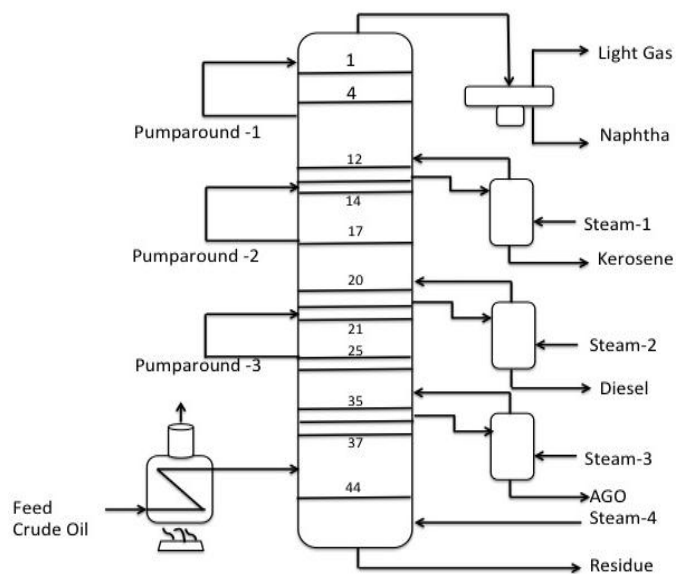 1
Light Gas
4
Naphtha
Pumparound -1
12
14
Steam-1
17
Pumparound -2
Kerosene
20
21
Steam-2
25
Pumparound -3
Diesel
35
37
Steam-3
44
AGO
Feed
Crude Oil
Steam-4
Residue